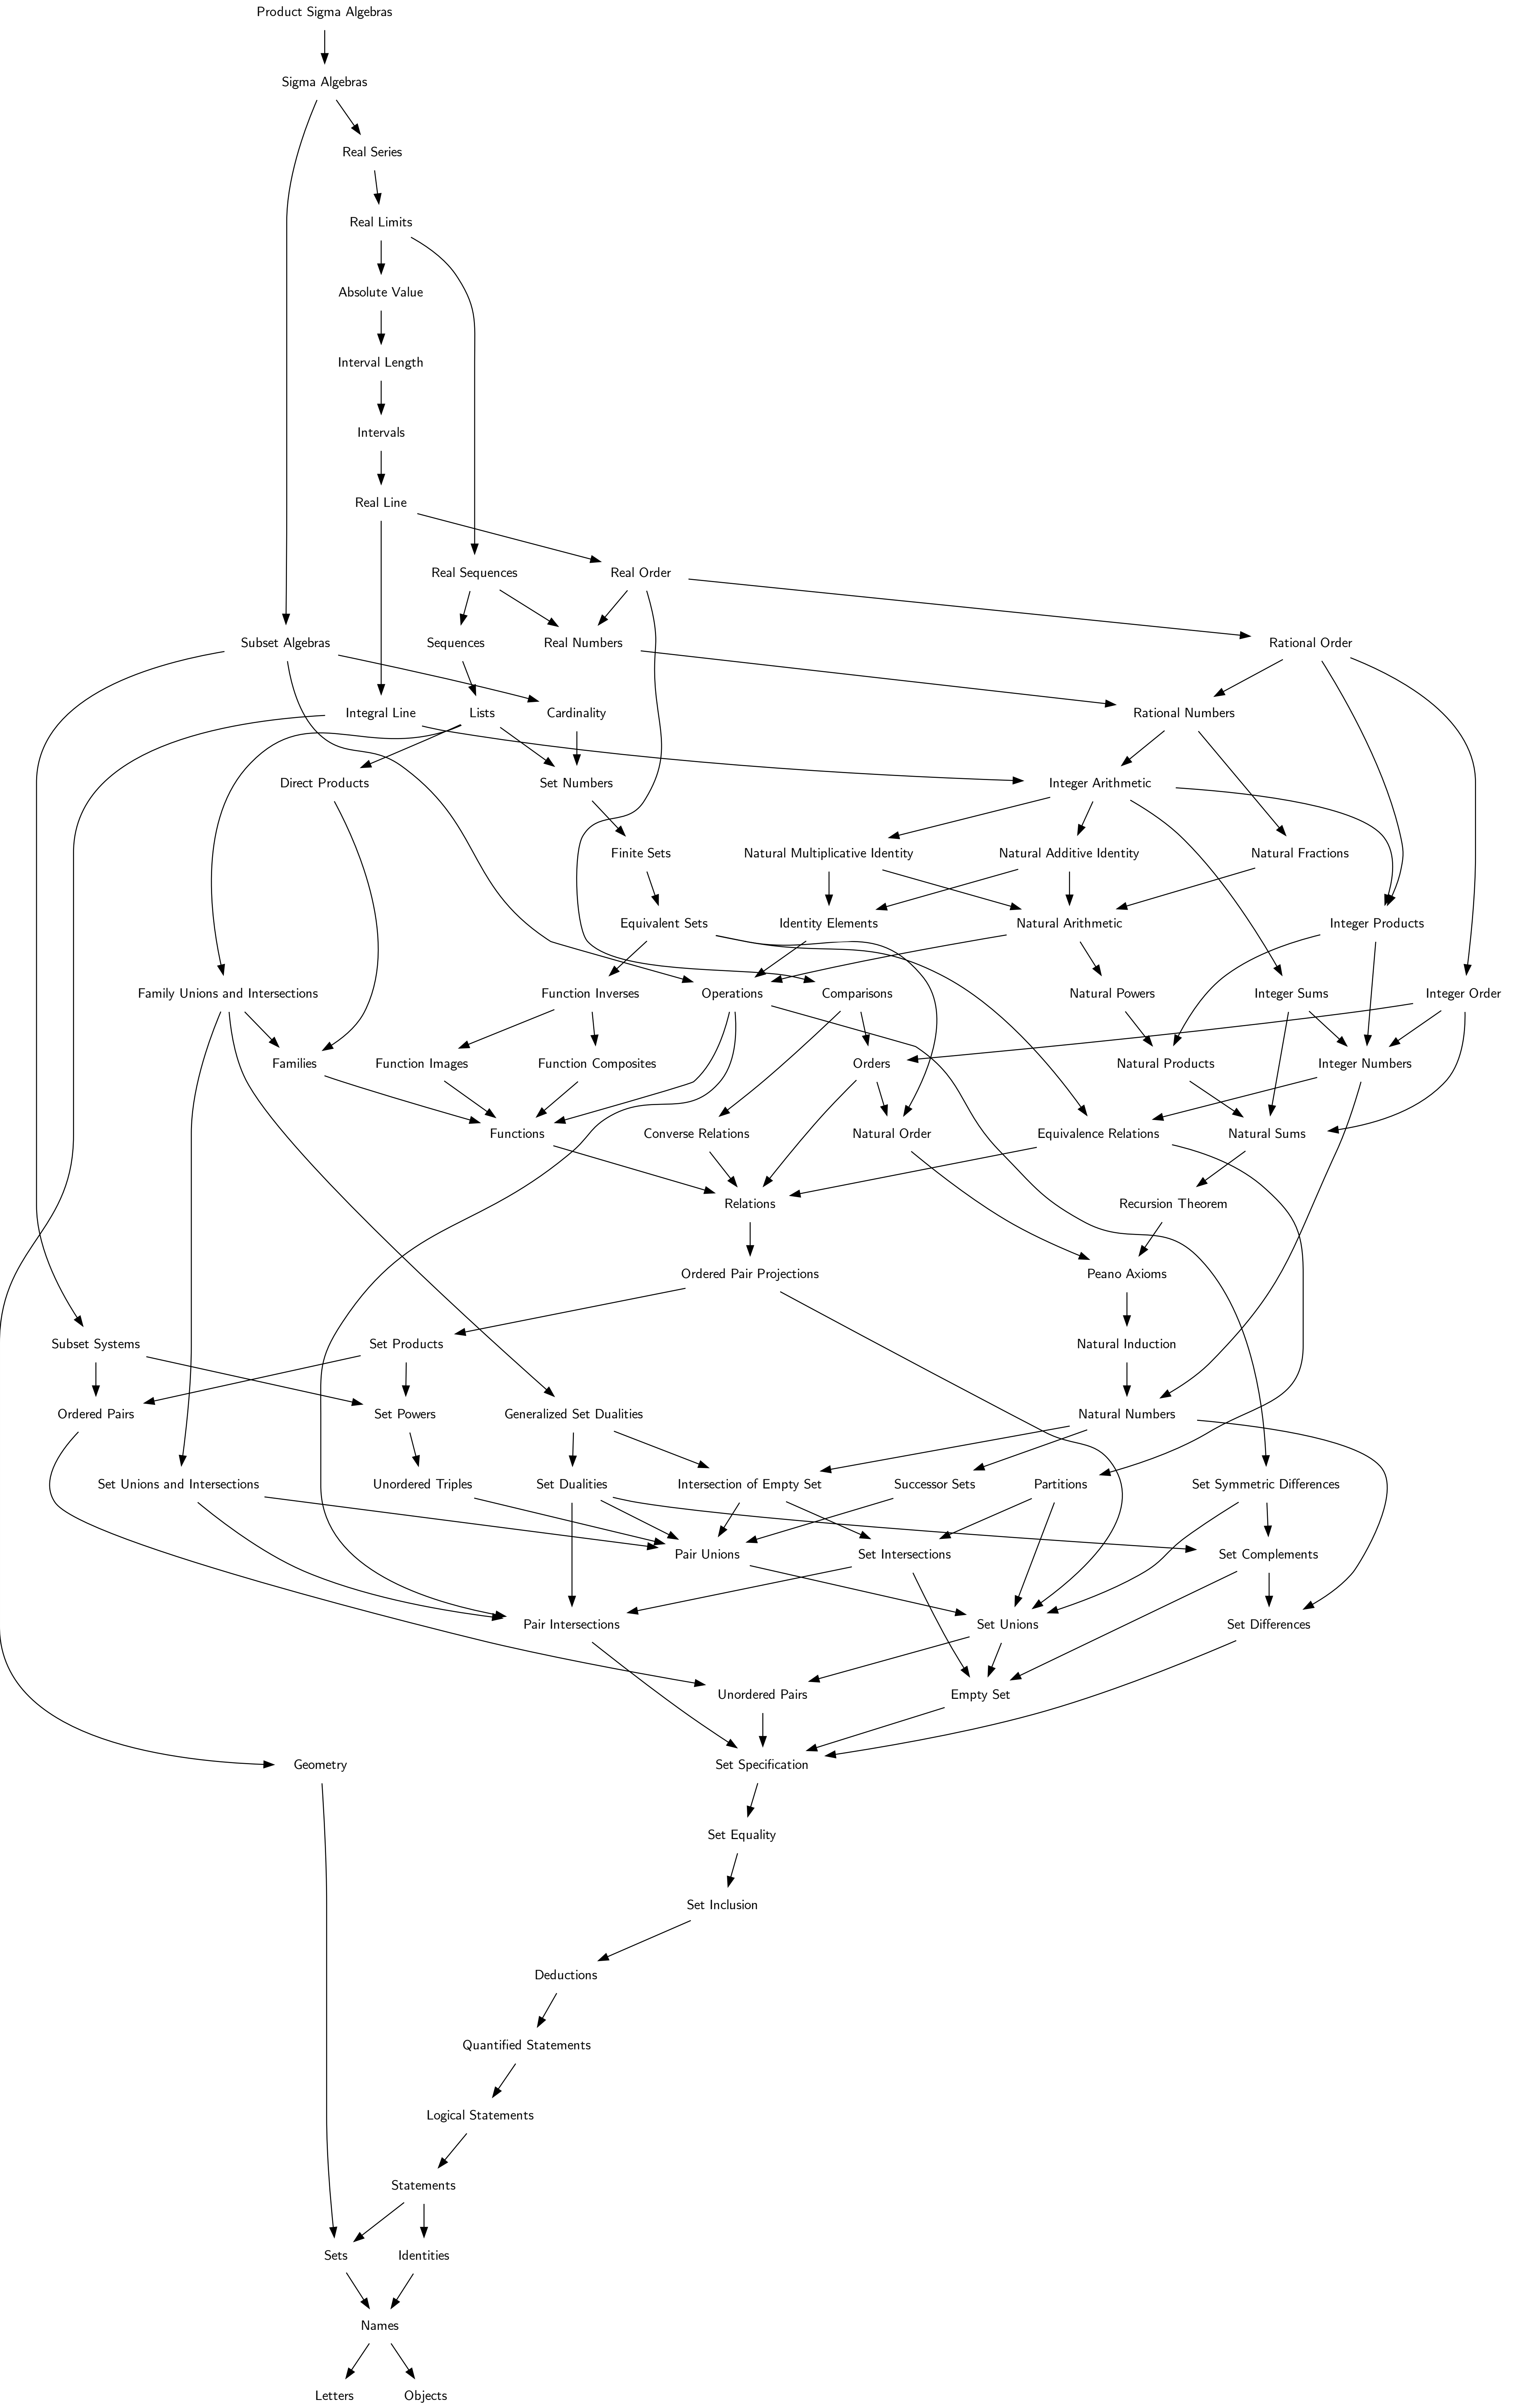 Product Sigma Algebras
Sigma Algebras
Real Series
Real Limits
Absolute Value
Interval Length
Intervals
Real Line
Real Sequences
Real Order
Subset Algebras
Sequences
Real Numbers
Rational Order
Integral Line
Lists
Cardinality
Rational Numbers
Direct Products
Set Numbers
Integer Arithmetic
Finite Sets
Natural Multiplicative Identity
Natural Additive Identity
Natural Fractions
Equivalent Sets
Identity Elements
Natural Arithmetic
Integer Products
Family Unions and Intersections
Function Inverses
Operations
Comparisons
Natural Powers
Integer Sums
Integer Order
Families
Function Images
Function Composites
Orders
Natural Products
Integer Numbers
Functions
Converse Relations
Natural Order
Equivalence Relations
Natural Sums
Relations
Recursion Theorem
Ordered Pair Projections
Peano Axioms
Subset Systems
Set Products
Natural Induction
Ordered Pairs
Set Powers
Generalized Set Dualities
Natural Numbers
Set Unions and Intersections
Unordered Triples
Set Dualities
Intersection of Empty Set
Successor Sets
Partitions
Set Symmetric Differences
Pair Unions
Set Intersections
Set Complements
Pair Intersections
Set Unions
Set Differences
Unordered Pairs
Empty Set
Geometry
Set Specification
Set Equality
Set Inclusion
Deductions
Quantified Statements
Logical Statements
Statements
Sets
Identities
Names
Letters
Objects